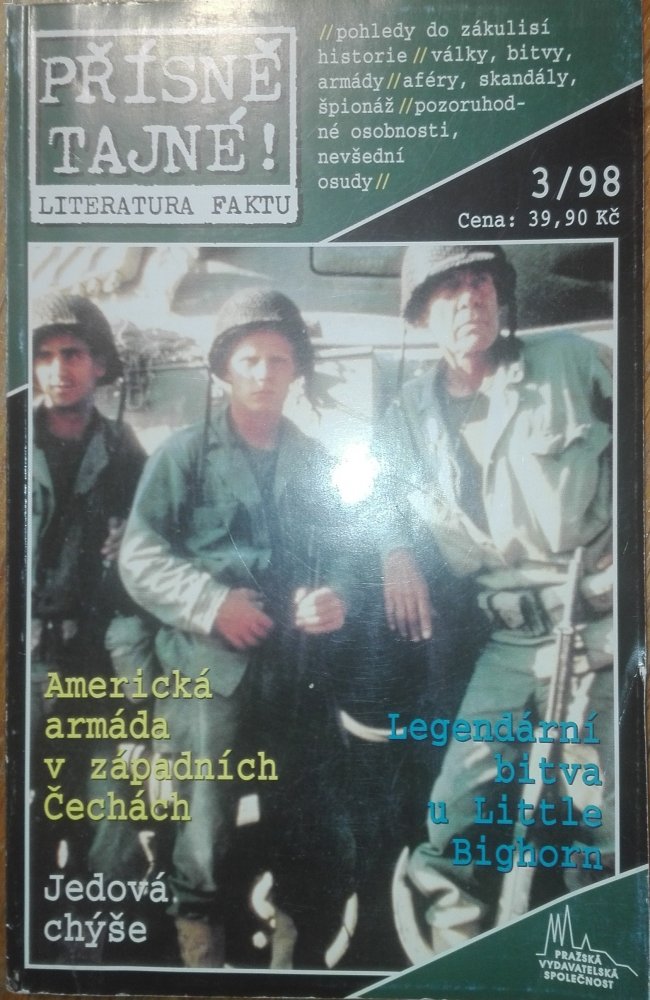 PŘÍSNĚ
TAJNÉ!
LITERATURA FAKTU
//pohledy do zákulisí
historie//války, bitvy,
armády//aféry, skandály,
špionáž//pozoruhod-
né osobnosti,
nevšední
osudy//
3/98
Cena: 39,90 Kč
Americká
armáda
v západních
Čechách
Legendární
bitva
u Little
Bighorn
Jedová
chýše
PRAŽSKÁ
VYDAVATELSKÁ
SPOLEČNOST